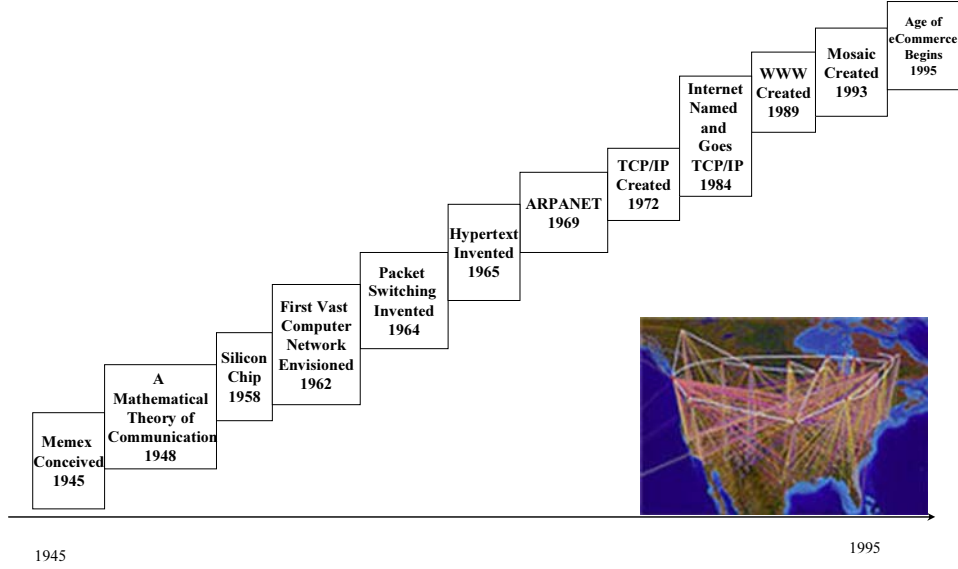 Memex
Conceived
1945
A
Mathematical
Theory of
Communication
1948
Silicon
Chip
1958
First Vast
Computer
Network
Envisioned
1962
Packet
Switching
Invented
1964
Hypertext
Invented
1965
ARPANET
1969
TCP/IP
Created
1972
Internet
Named
and
Goes
TCP/IP
1984
WWW
Created
1989
Mosaic
Created
1993
Age of
eCommerce
Begins
1995
1945
1995